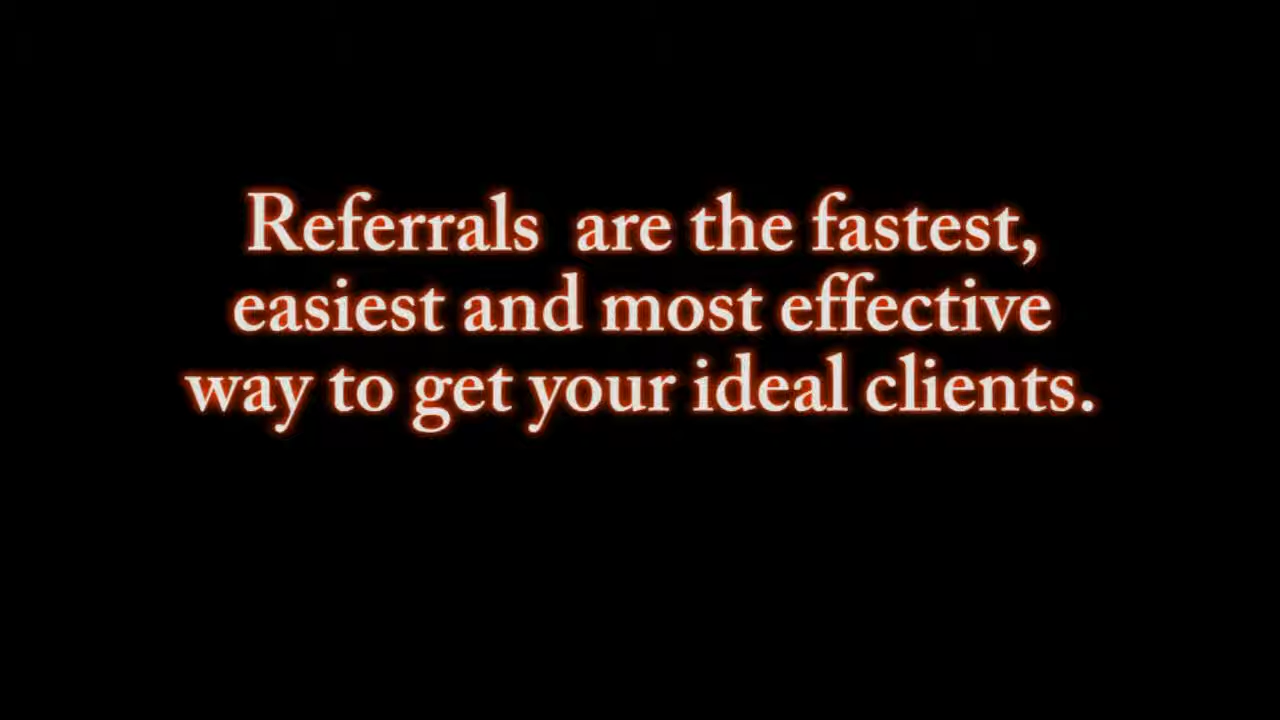 Referrals  are the fastest,
easiest and most effective
way to get your ideal clients.